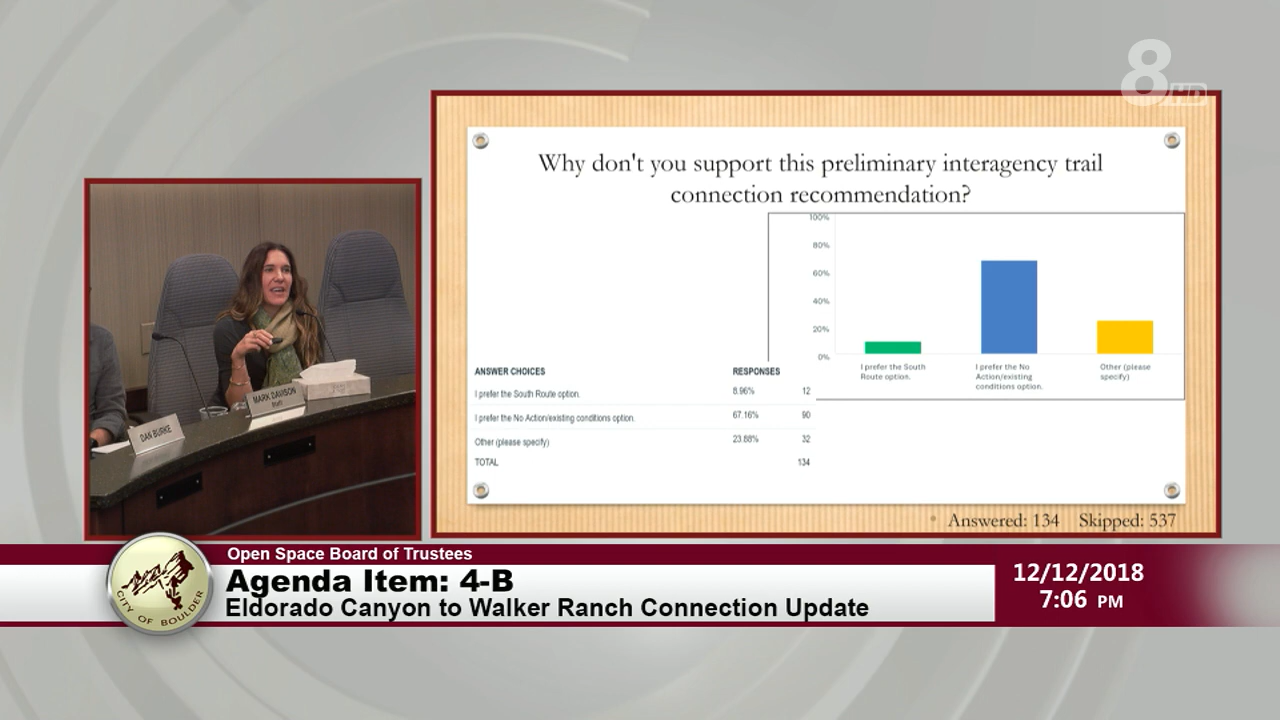 8
HD
Why don't you support this preliminary interagency trail
connection recommendation?
100%
80%
60%
40%
20%
0%
I prefer the South
Route option.
I prefer the No
Action/existing
conditions option.
Other (please
specify)
ANSWER CHOICES RESPONSES
I prefer the South Route option. 8.96% 12
I prefer the No Action/existing conditions option. 67.16% 90
Other (please specify) 23.88% 32
TOTAL 134
• Answered: 134 Skipped: 537
MARK DAVISON
DAN BURKE
Open Space Board of Trustees
Agenda Item: 4-B
Eldorado Canyon to Walker Ranch Connection Update
12/12/2018
7:06 PM
CITY OF BOULDER